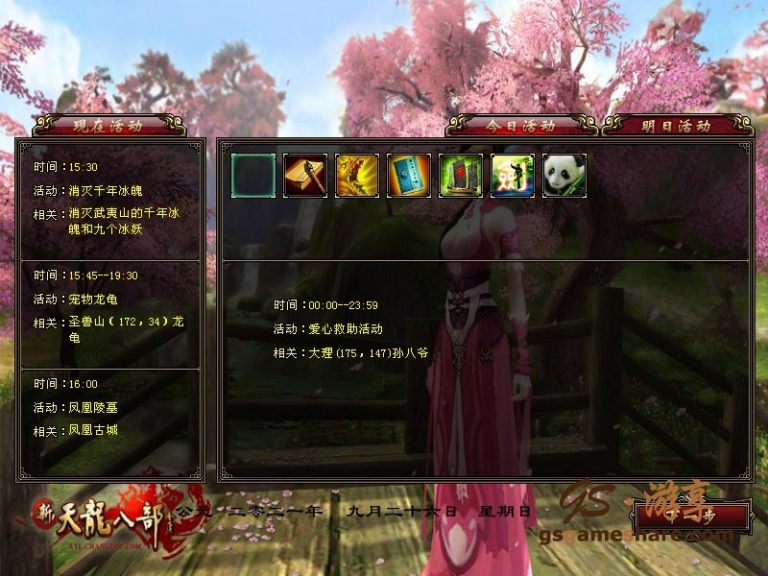 现在活动
今日活动
明日活动
时间：15:30
活动：消灭千年冰魄
相关：消灭武夷山的千年冰
魄和九个冰妖
时间：15:45--19:30
活动：宠物龙龟
相关：圣兽山（172，34）龙
龟
时间：16:00
活动：凤凰陵墓
相关：凤凰古城
时间：00:00--23:59
活动：爱心救助活动
相关：大理(175，147)孙八爷
新天龍八部
公元 二零二一年 九月二十六日 星期日
GS·游享
步
gsgameshare.com